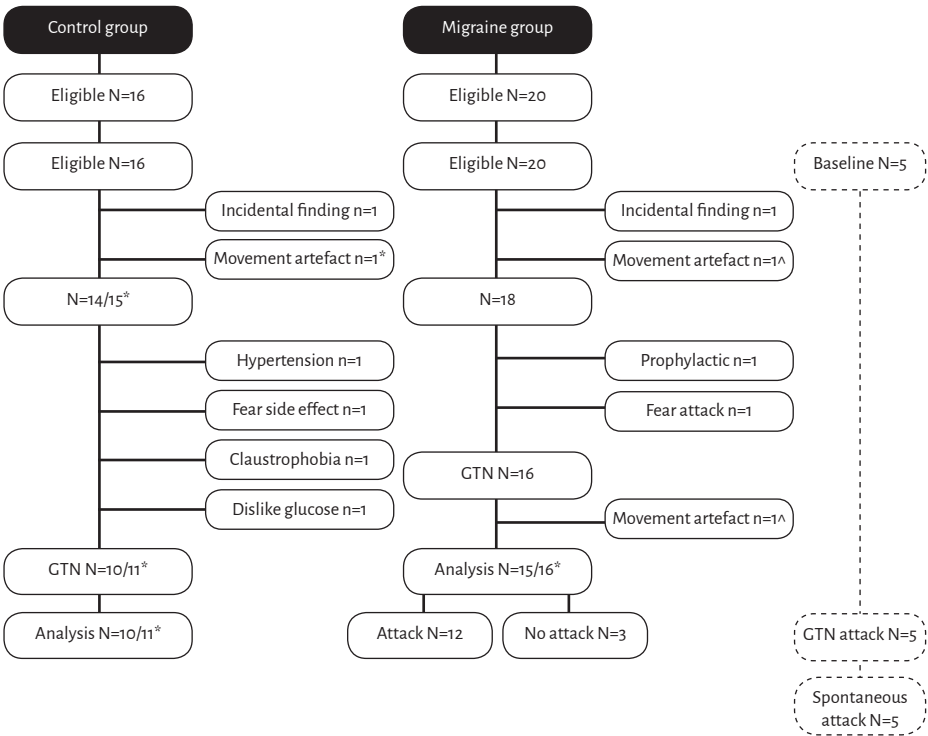 Control group
Eligible N=16
Eligible N=16
Incidental finding n=1
Movement artefact n=1*
N=14/15*
Hypertension n=1
Fear side effect n=1
Claustrophobia n=1
Dislike glucose n=1
GTN N=10/11*
Analysis N=10/11*
Migraine group
Eligible N=20
Eligible N=20
Incidental finding n=1
Movement artefact n=1^
N=18
Prophylactic n=1
Fear attack n=1
GTN N=16
Movement artefact n=1^
Analysis N=15/16*
Attack N=12
No attack N=3
Baseline N=5
GTN attack N=5
Spontaneous
attack N=5